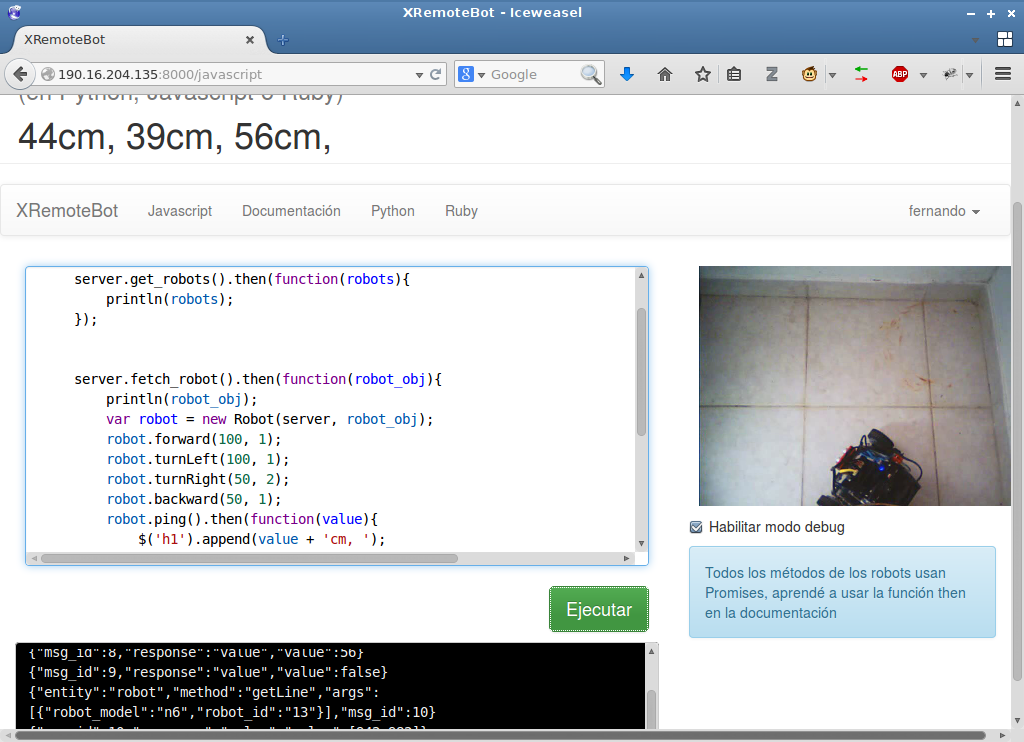 XRemoteBot - Iceweasel
XRemoteBot
190.16.204.135:8000/javascript
Google
ABP
(en Python, Javascript o Ruby)
44cm, 39cm, 56cm,
XRemoteBot Javascript Documentación Python Ruby fernando
server.get_robots().then(function(robots){
println(robots);
});
server.fetch_robot().then(function(robot_obj){
println(robot_obj);
var robot = new Robot(server, robot_obj);
robot.forward(100, 1);
robot.turnLeft(100, 1);
robot.turnRight(50, 2);
robot.backward(50, 1);
robot.ping().then(function(value){
$('h1').append(value + 'cm, ');
Habilitar modo debug
Todos los métodos de los robots usan
Promises, aprendé a usar la función then
en la documentación
Ejecutar
{"msg_id":8,"response":"value","value":56}
{"msg_id":9,"response":"value","value":false}
{"entity":"robot","method":"getLine","args":
[{"robot_model":"n6","robot_id":"13"}],"msg_id":10}